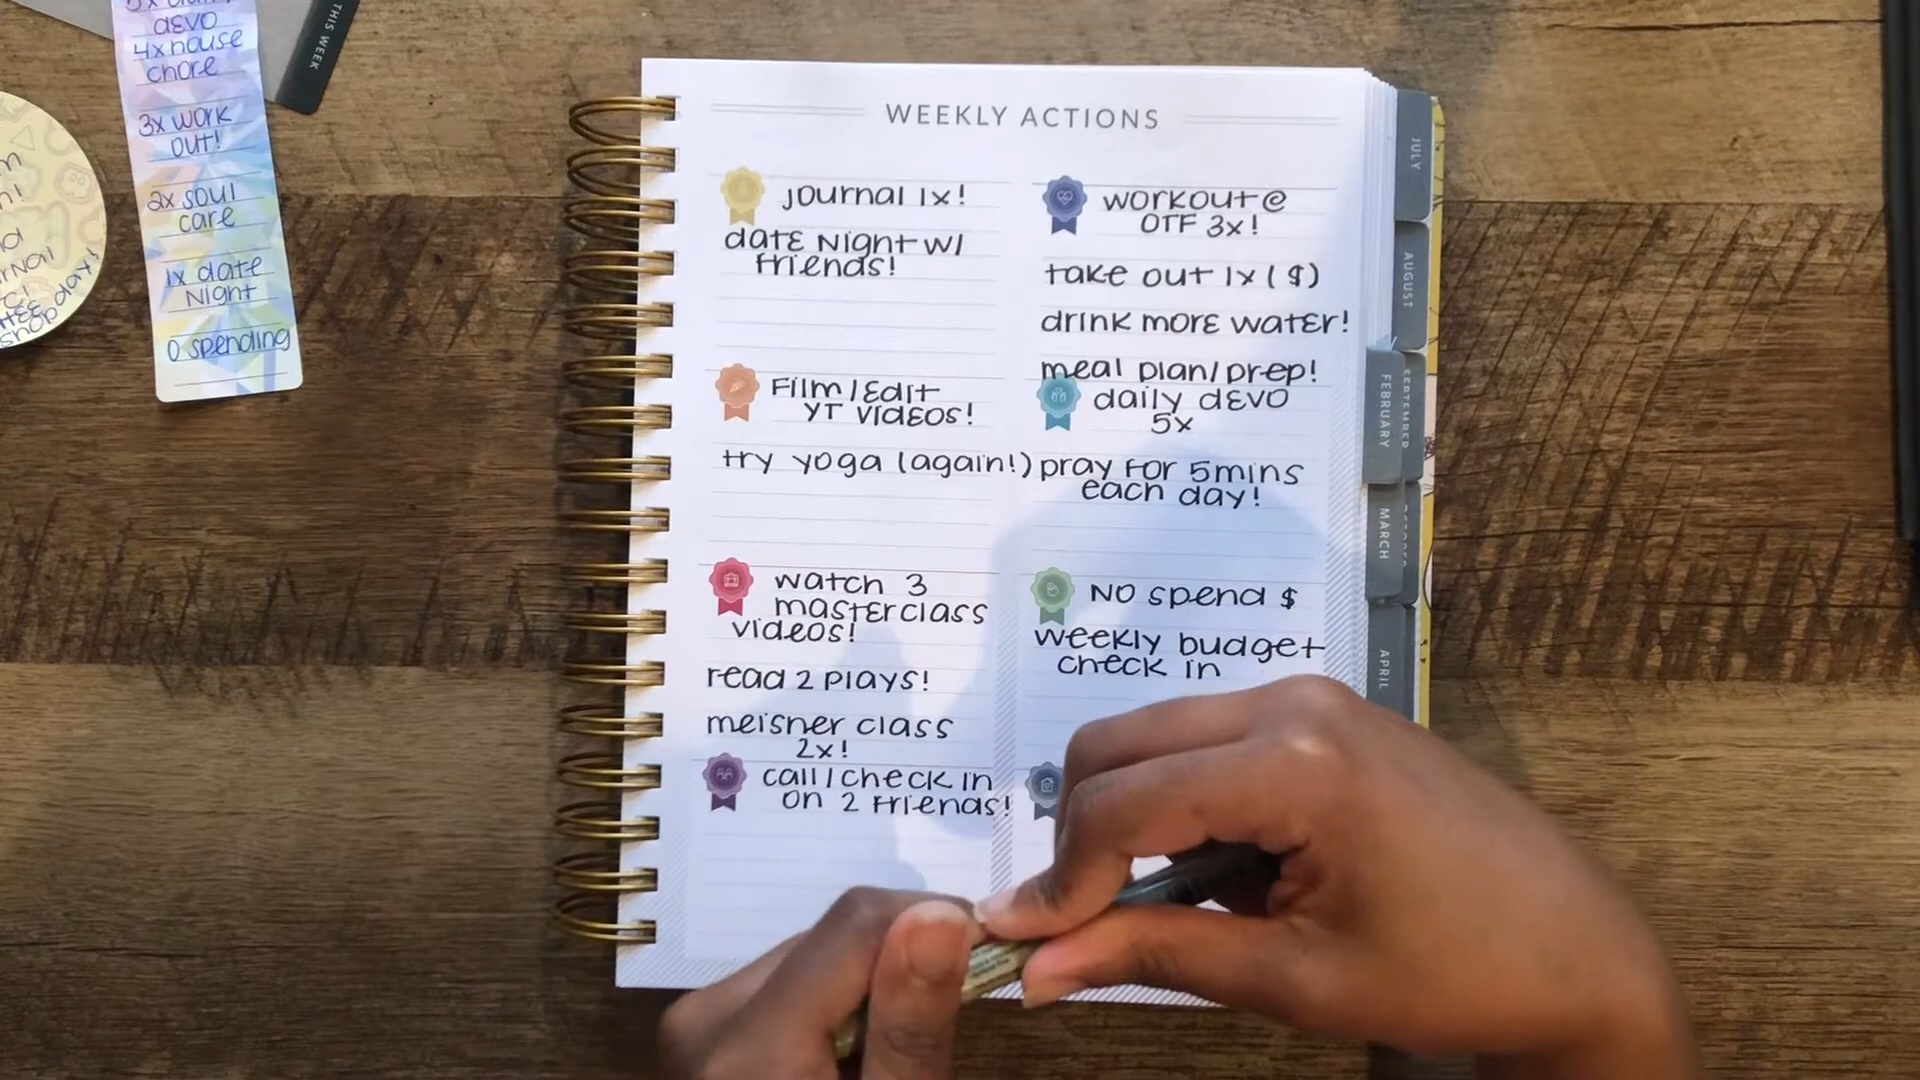 devo
4x house
chore
3x work
out!
2x soul
care
1x date
night
0 spending
THIS WEEK
shop day!
WEEKLY ACTIONS
journal 1x!
date night w/
friends!
Film/Edit
YT videos!
try yoga (again!)
watch 3
masterclass
videos!
read 2 plays!
meisner class
2x!
call/check in
on 2 friends!
workout @
OTF 3x!
take out 1x ($)
drink more water!
meal plan/prep!
daily devo
5x
pray for 5mins
each day!
No spend $
weekly budget
check in
JULY
AUGUST
SEPTEMBER
FEBRUARY
OCTOBER
MARCH
APRIL